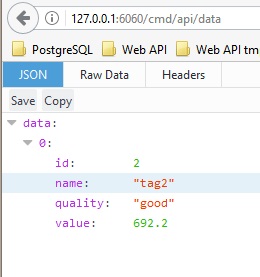 127.0.0.1:6060/cmd/api/data
PostgreSQL Web API Web API tm
JSON Raw Data Headers
Save Copy
data:
0:
id: 2
name: "tag2"
quality: "good"
value: 692.2